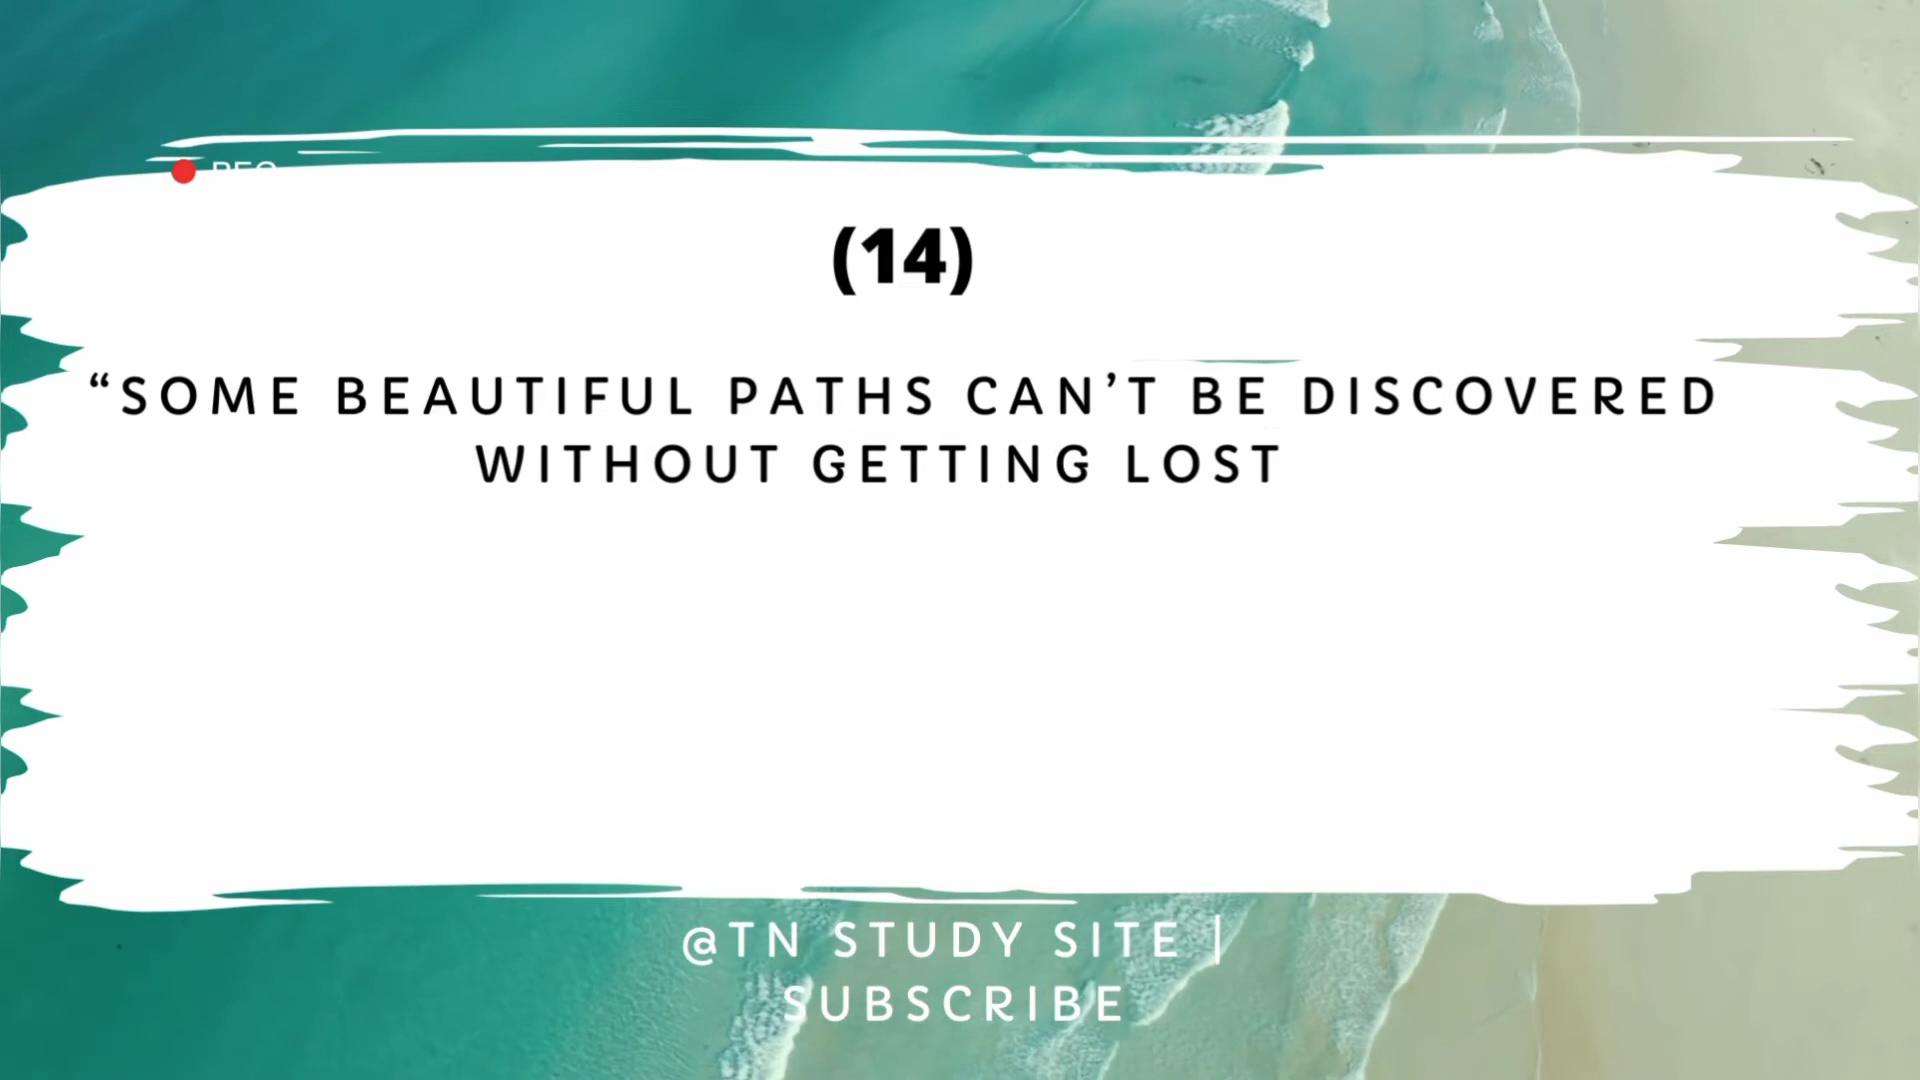 (14)
“SOME BEAUTIFUL PATHS CAN’T BE DISCOVERED
WITHOUT GETTING LOST
@TN STUDY SITE |
SUBSCRIBE